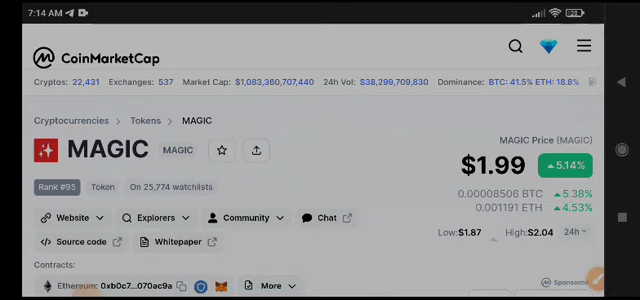 7:14 AM
CoinMarketCap
Cryptos: 22,431 Exchanges: 537 Market Cap: $1,083,360,707,440 24h Vol: $38,299,709,830 Dominance: BTC: 41.5% ETH: 18.8%
Cryptocurrencies > Tokens > MAGIC
MAGIC Price (MAGIC)
MAGIC MAGIC
$1.99 5.14%
Rank #95 Token On 25,774 watchlists
0.00008506 BTC 5.38%
0.001191 ETH 4.53%
Website Explorers Community Chat
Low:$1.87 High:$2.04 24h
Source code Whitepaper
Contracts:
Sponsored
Ethereum: 0xb0c7...070ac9a More